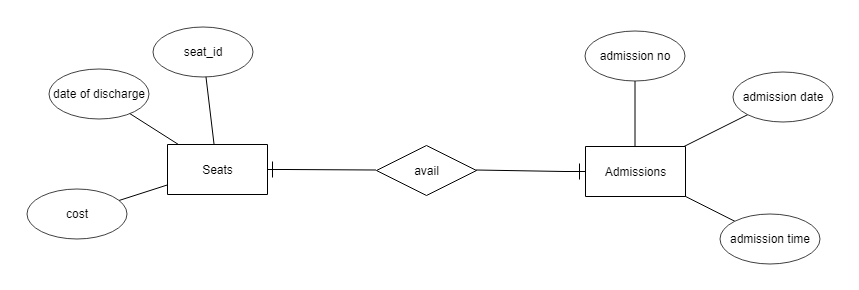 seat_id
admission no
date of discharge
admission date
Seats
avail
Admissions
cost
admission time